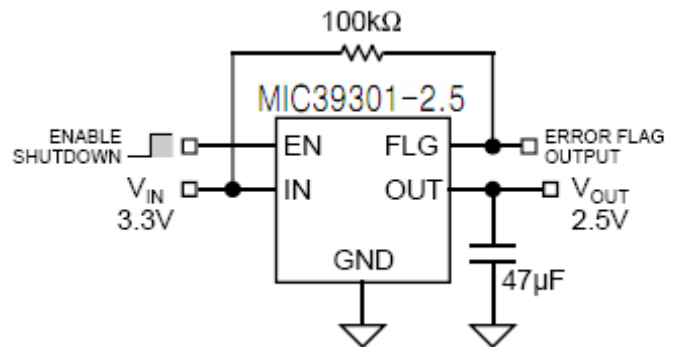 100kΩ
MIC39301-2.5
ENABLE
SHUTDOWN
EN
FLG
ERROR FLAG
OUTPUT
VIN
3.3V
IN
OUT
VOUT
2.5V
GND
47µF